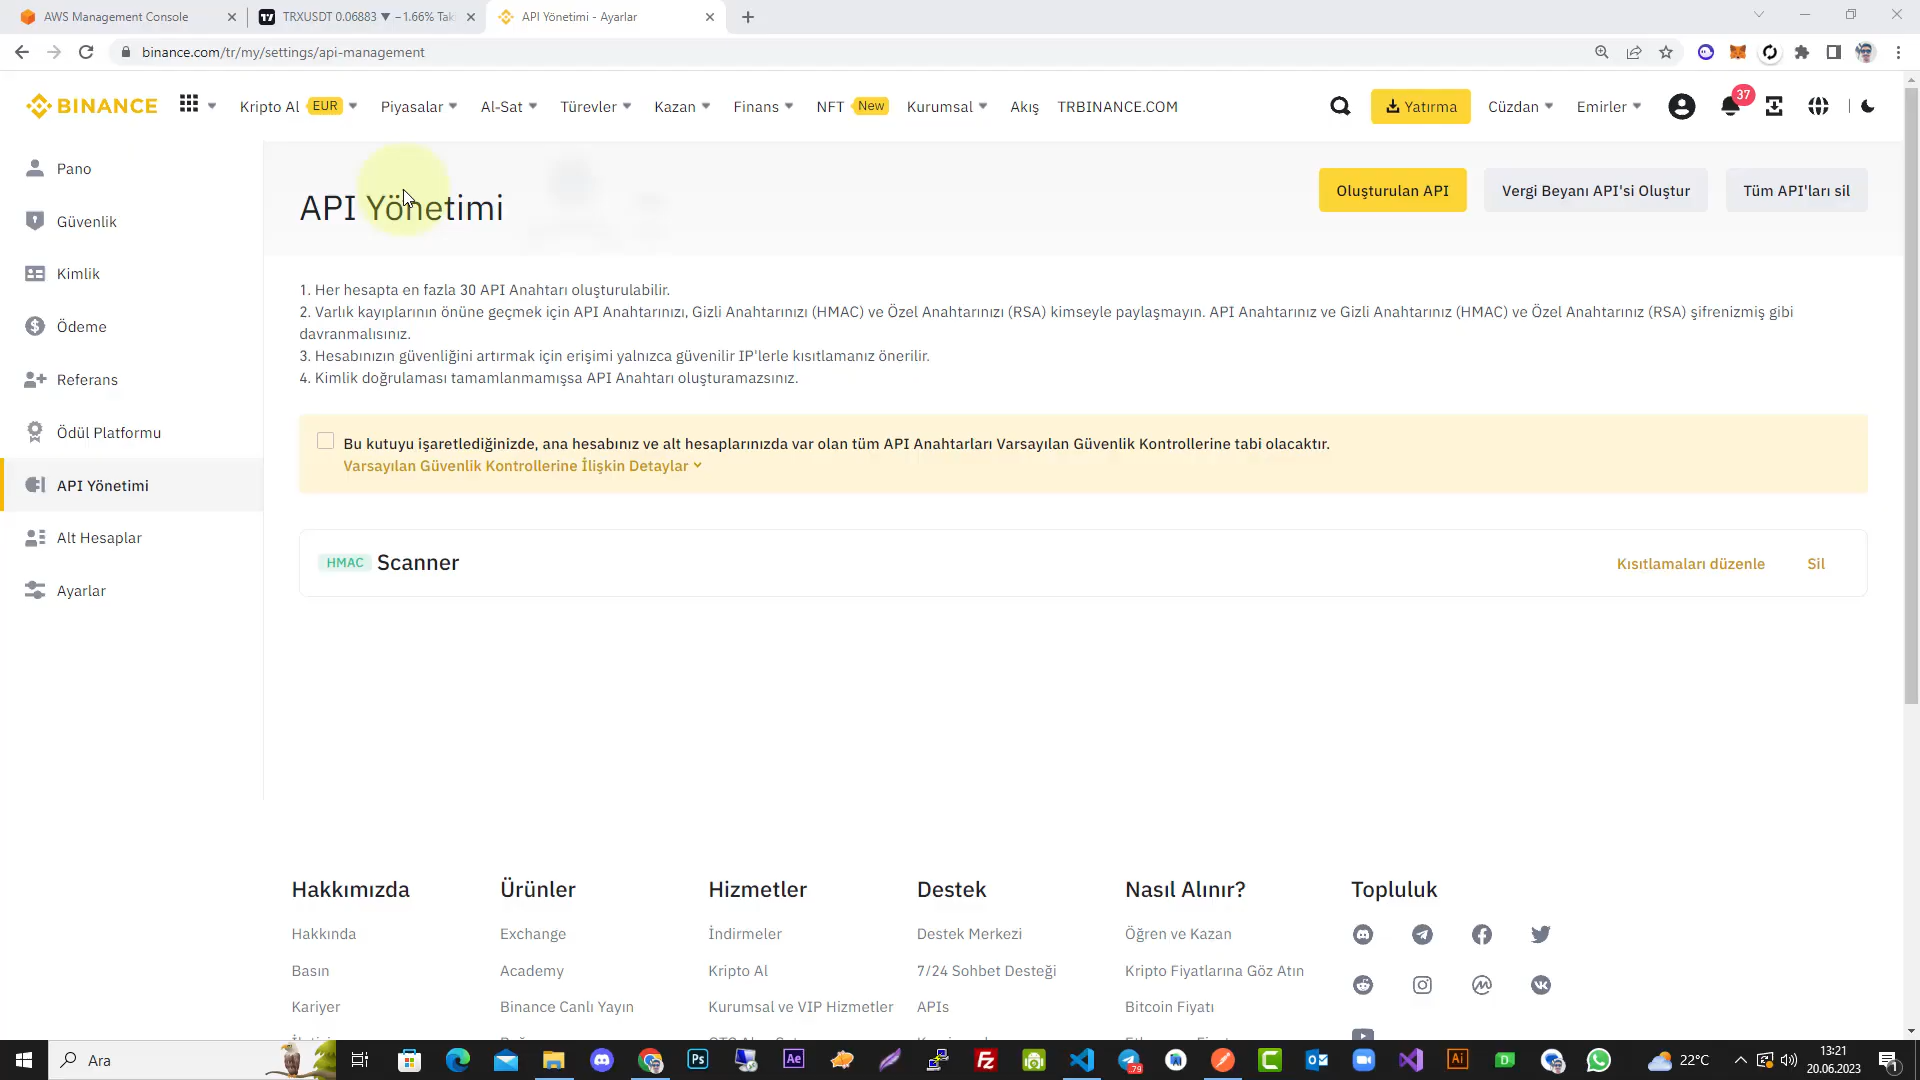 AWS Management Console
TRXUSDT 0.06883 ▼ −1.66% Tak
API Yönetimi - Ayarlar
binance.com/tr/my/settings/api-management
BINANCE
Kripto Al EUR
Piyasalar
Al-Sat
Türevler
Kazan
Finans
NFT New
Kurumsal
Akış
TRBINANCE.COM
Yatırma
Cüzdan
Emirler
37
Pano
Güvenlik
Kimlik
Ödeme
Referans
Ödül Platformu
API Yönetimi
Alt Hesaplar
Ayarlar
API Yönetimi
Oluşturulan API
Vergi Beyanı API'si Oluştur
Tüm API'ları sil
1. Her hesapta en fazla 30 API Anahtarı oluşturulabilir.
2. Varlık kayıplarının önüne geçmek için API Anahtarınızı, Gizli Anahtarınızı (HMAC) ve Özel Anahtarınızı (RSA) kimseyle paylaşmayın. API Anahtarınız ve Gizli Anahtarınız (HMAC) ve Özel Anahtarınız (RSA) şifrenizmiş gibi
davranmalısınız.
3. Hesabınızın güvenliğini artırmak için erişimi yalnızca güvenilir IP'lerle kısıtlamanız önerilir.
4. Kimlik doğrulaması tamamlanmamışsa API Anahtarı oluşturamazsınız.
Bu kutuyu işaretlediğinizde, ana hesabınız ve alt hesaplarınızda var olan tüm API Anahtarları Varsayılan Güvenlik Kontrollerine tabi olacaktır.
Varsayılan Güvenlik Kontrollerine İlişkin Detaylar
HMAC Scanner
Kısıtlamaları düzenle
Sil
Hakkımızda
Hakkında
Basın
Kariyer
Ürünler
Exchange
Academy
Binance Canlı Yayın
Hizmetler
İndirmeler
Kripto Al
Kurumsal ve VIP Hizmetler
Destek
Destek Merkezi
7/24 Sohbet Desteği
APIs
Nasıl Alınır?
Öğren ve Kazan
Kripto Fiyatlarına Göz Atın
Bitcoin Fiyatı
Topluluk
Ara
Ps
Ae
79
Ai
22°C
13:21
20.06.2023
1